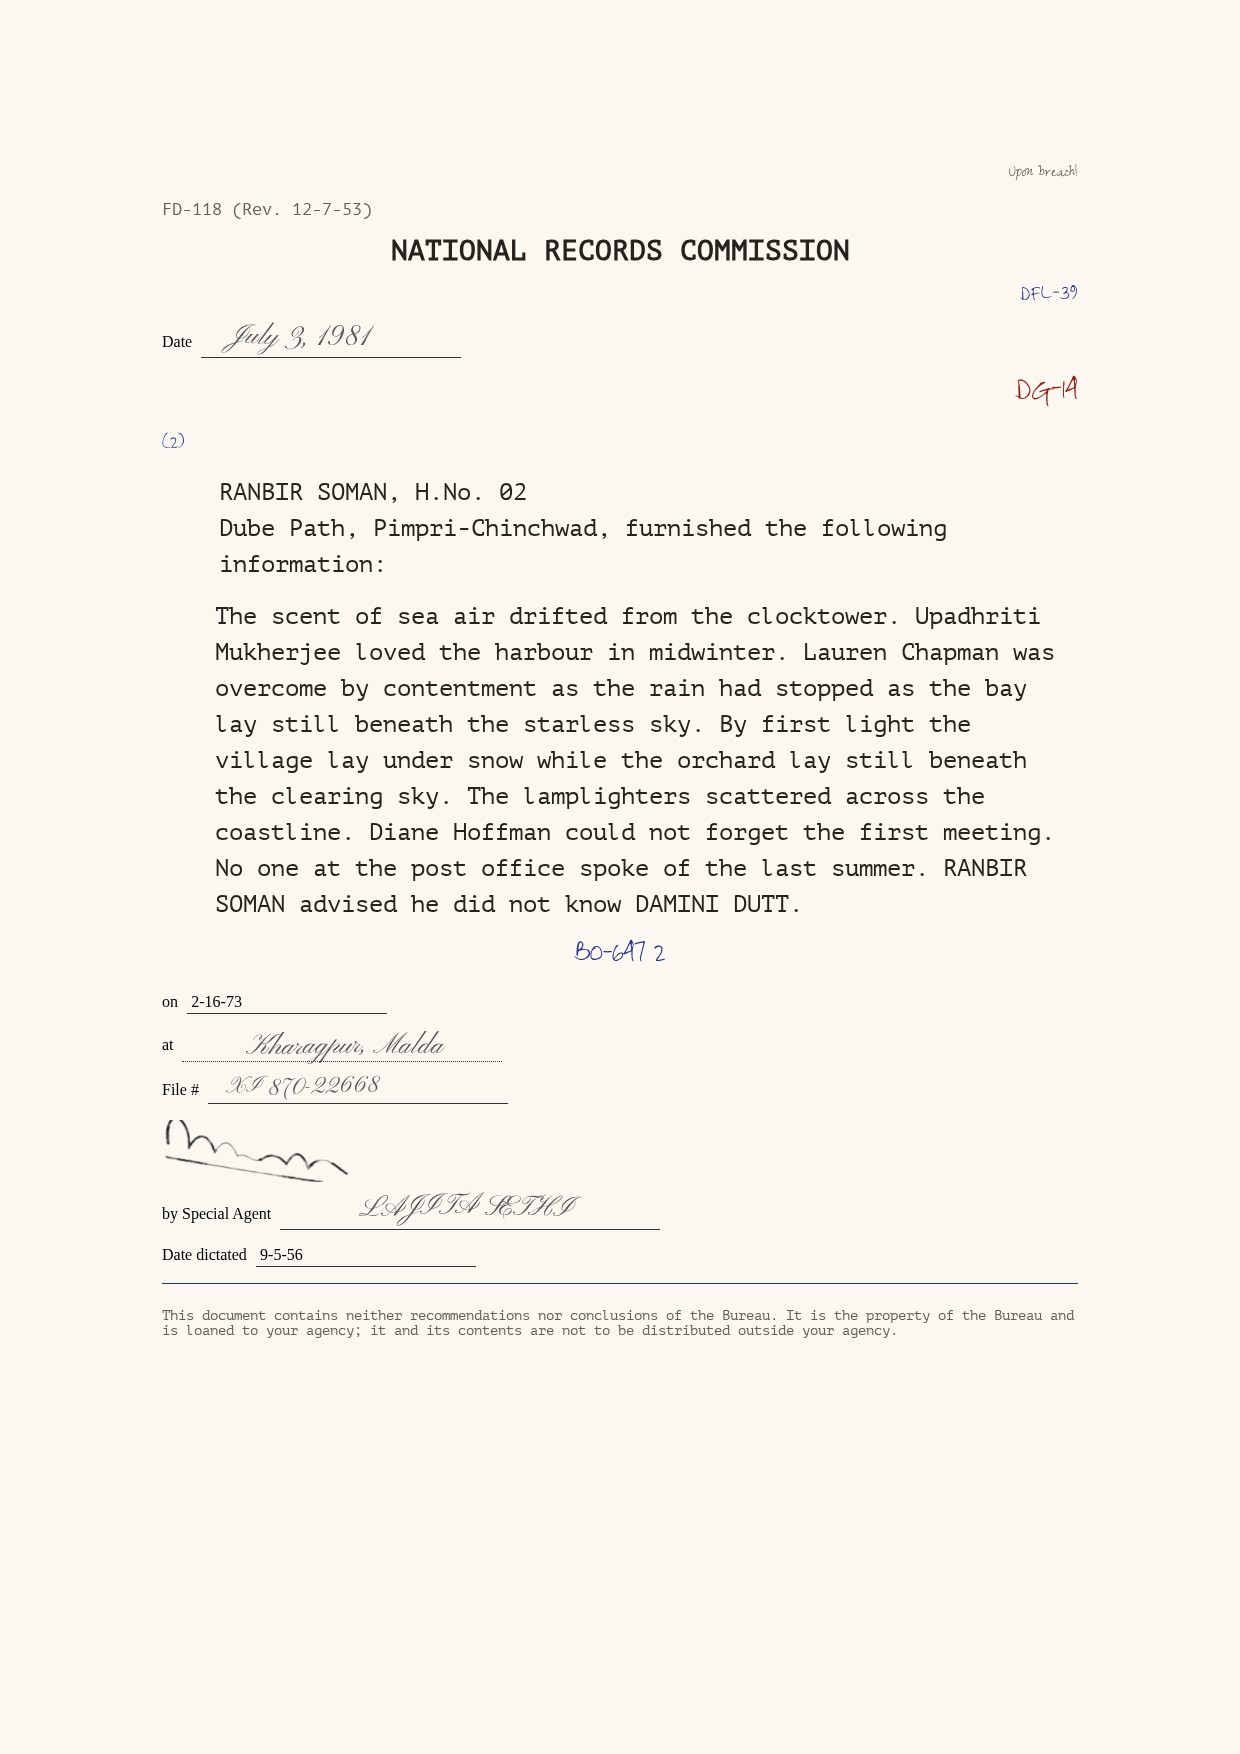 Upon breach!
FD-118 (Rev. 12-7-53)
NATIONAL RECORDS COMMISSION
DFL-39
Date July 3, 1981
DG-14
(2)
RANBIR SOMAN, H.No. 02
Dube Path, Pimpri-Chinchwad, furnished the following
information:
The scent of sea air drifted from the clocktower. Upadhriti
Mukherjee loved the harbour in midwinter. Lauren Chapman was
overcome by contentment as the rain had stopped as the bay
lay still beneath the starless sky. By first light the
village lay under snow while the orchard lay still beneath
the clearing sky. The lamplighters scattered across the
coastline. Diane Hoffman could not forget the first meeting.
No one at the post office spoke of the last summer. RANBIR
SOMAN advised he did not know DAMINI DUTT.
BO-647 2
on 2-16-73
at Kharagpur, Malda
File # XI 870-22668
by Special Agent LAJITA SETHI
Date dictated 9-5-56
This document contains neither recommendations nor conclusions of the Bureau. It is the property of the Bureau and
is loaned to your agency; it and its contents are not to be distributed outside your agency.